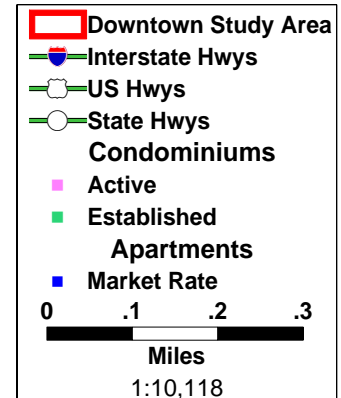 Downtown Study Area
Interstate Hwys
US Hwys
State Hwys
Condominiums
Active
Established
Apartments
Market Rate
0 .1 .2 .3
Miles
1:10,118